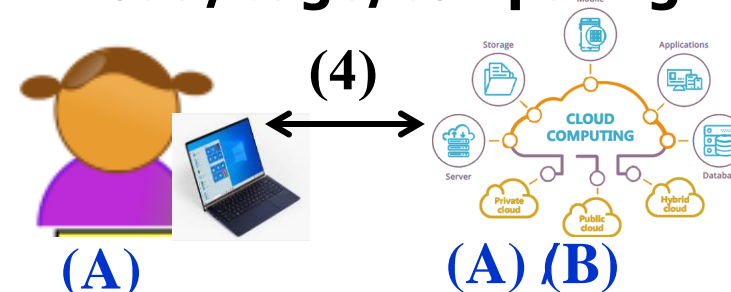 (4)
Storage
Applications
CLOUD
COMPUTING
Server
Private
cloud
Public
cloud
Hybrid
cloud
(A)
(A) /(B)